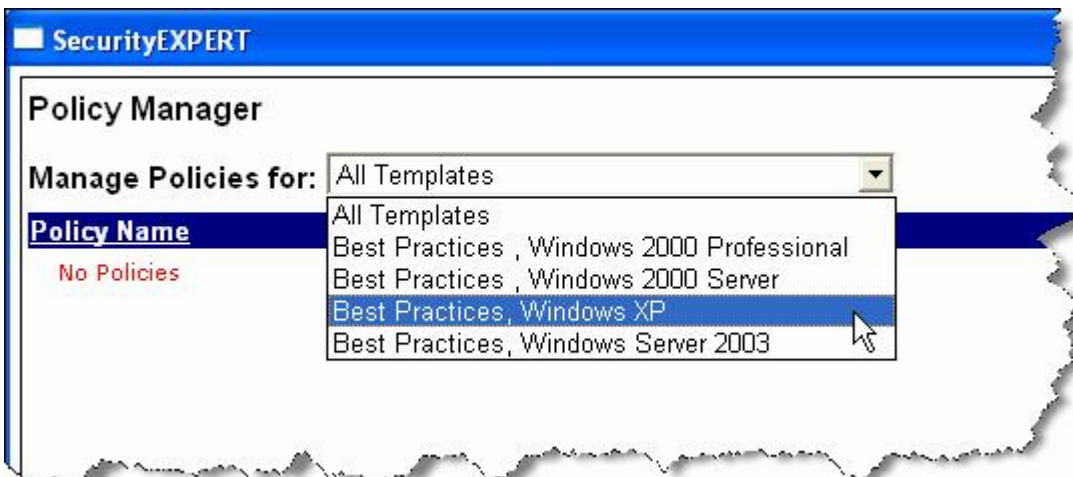 SecurityEXPERT
Policy Manager
Manage Policies for: All Templates
All Templates
Best Practices , Windows 2000 Professional
Best Practices , Windows 2000 Server
Best Practices, Windows XP
Best Practices, Windows Server 2003
Policy Name
No Policies